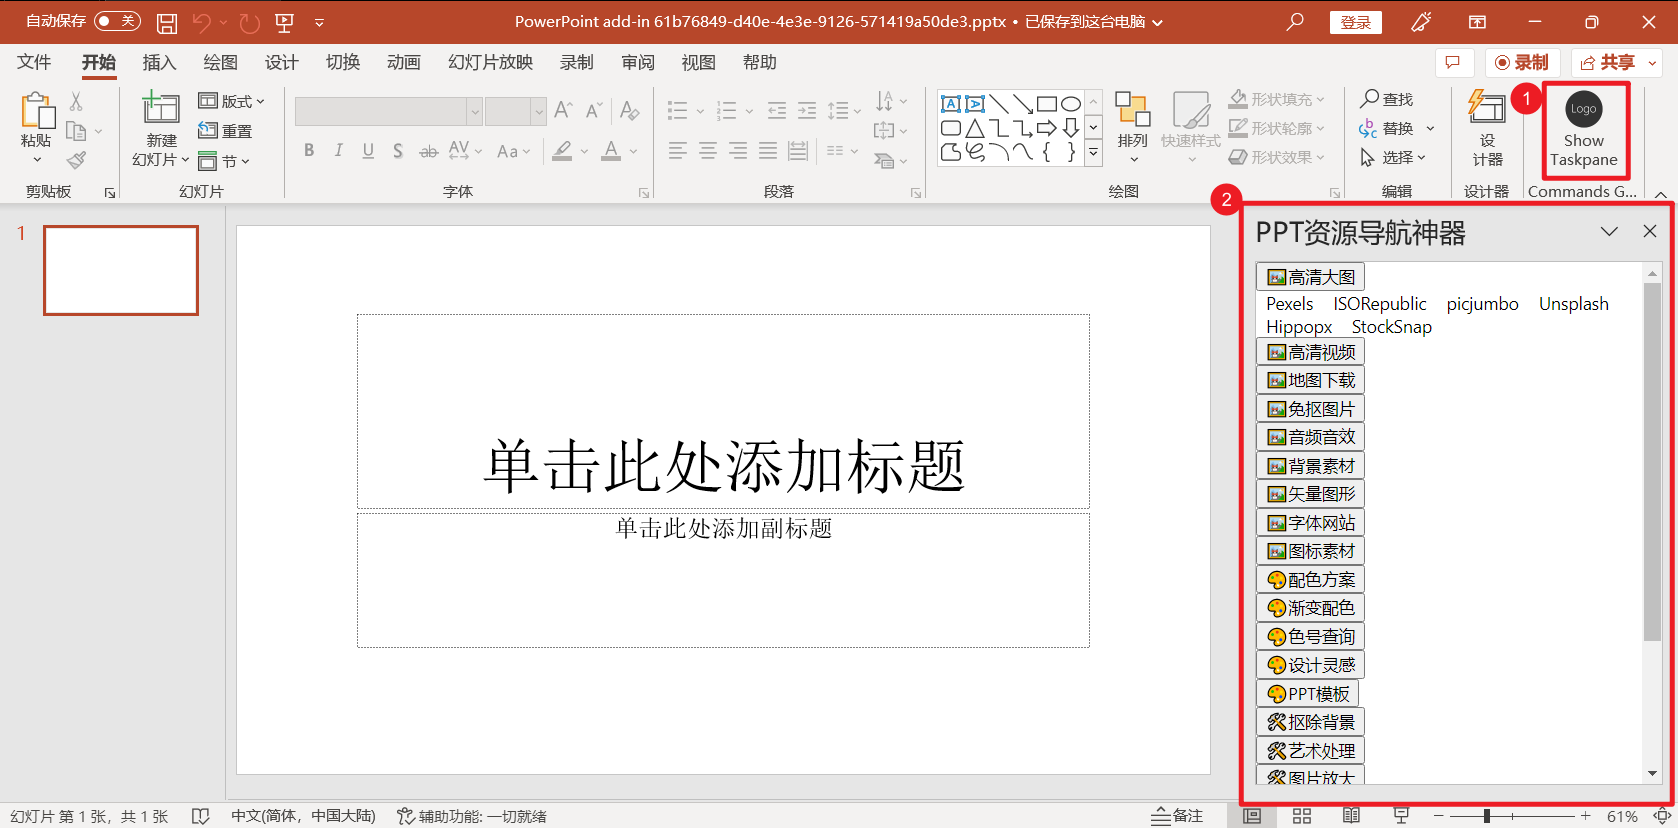 自动保存 关 PowerPoint add-in 61b76849-d40e-4e3e-9126-571419a50de3.pptx • 已保存到这台电脑 登录
文件 开始 插入 绘图 设计 切换 动画 幻灯片放映 录制 审阅 视图 帮助 录制 共享
粘贴
剪贴板
新建
幻灯片
版式
重置
节
幻灯片
B I U S ab AV Aa A
字体
段落
排列
快速样式
形状填充
形状轮廓
形状效果
绘图
查找
替换
选择
编辑
设
计器
设计器
1
Logo
Show
Taskpane
Commands G...
1
单击此处添加标题
单击此处添加副标题
2
PPT资源导航神器
高清大图
Pexels ISORepublic picjumbo Unsplash
Hippopx StockSnap
高清视频
地图下载
免抠图片
音频音效
背景素材
矢量图形
字体网站
图标素材
配色方案
渐变配色
色号查询
设计灵感
PPT模板
抠除背景
艺术处理
图片放大
幻灯片 第 1 张，共 1 张 中文(简体，中国大陆) 辅助功能: 一切就绪 备注 61%